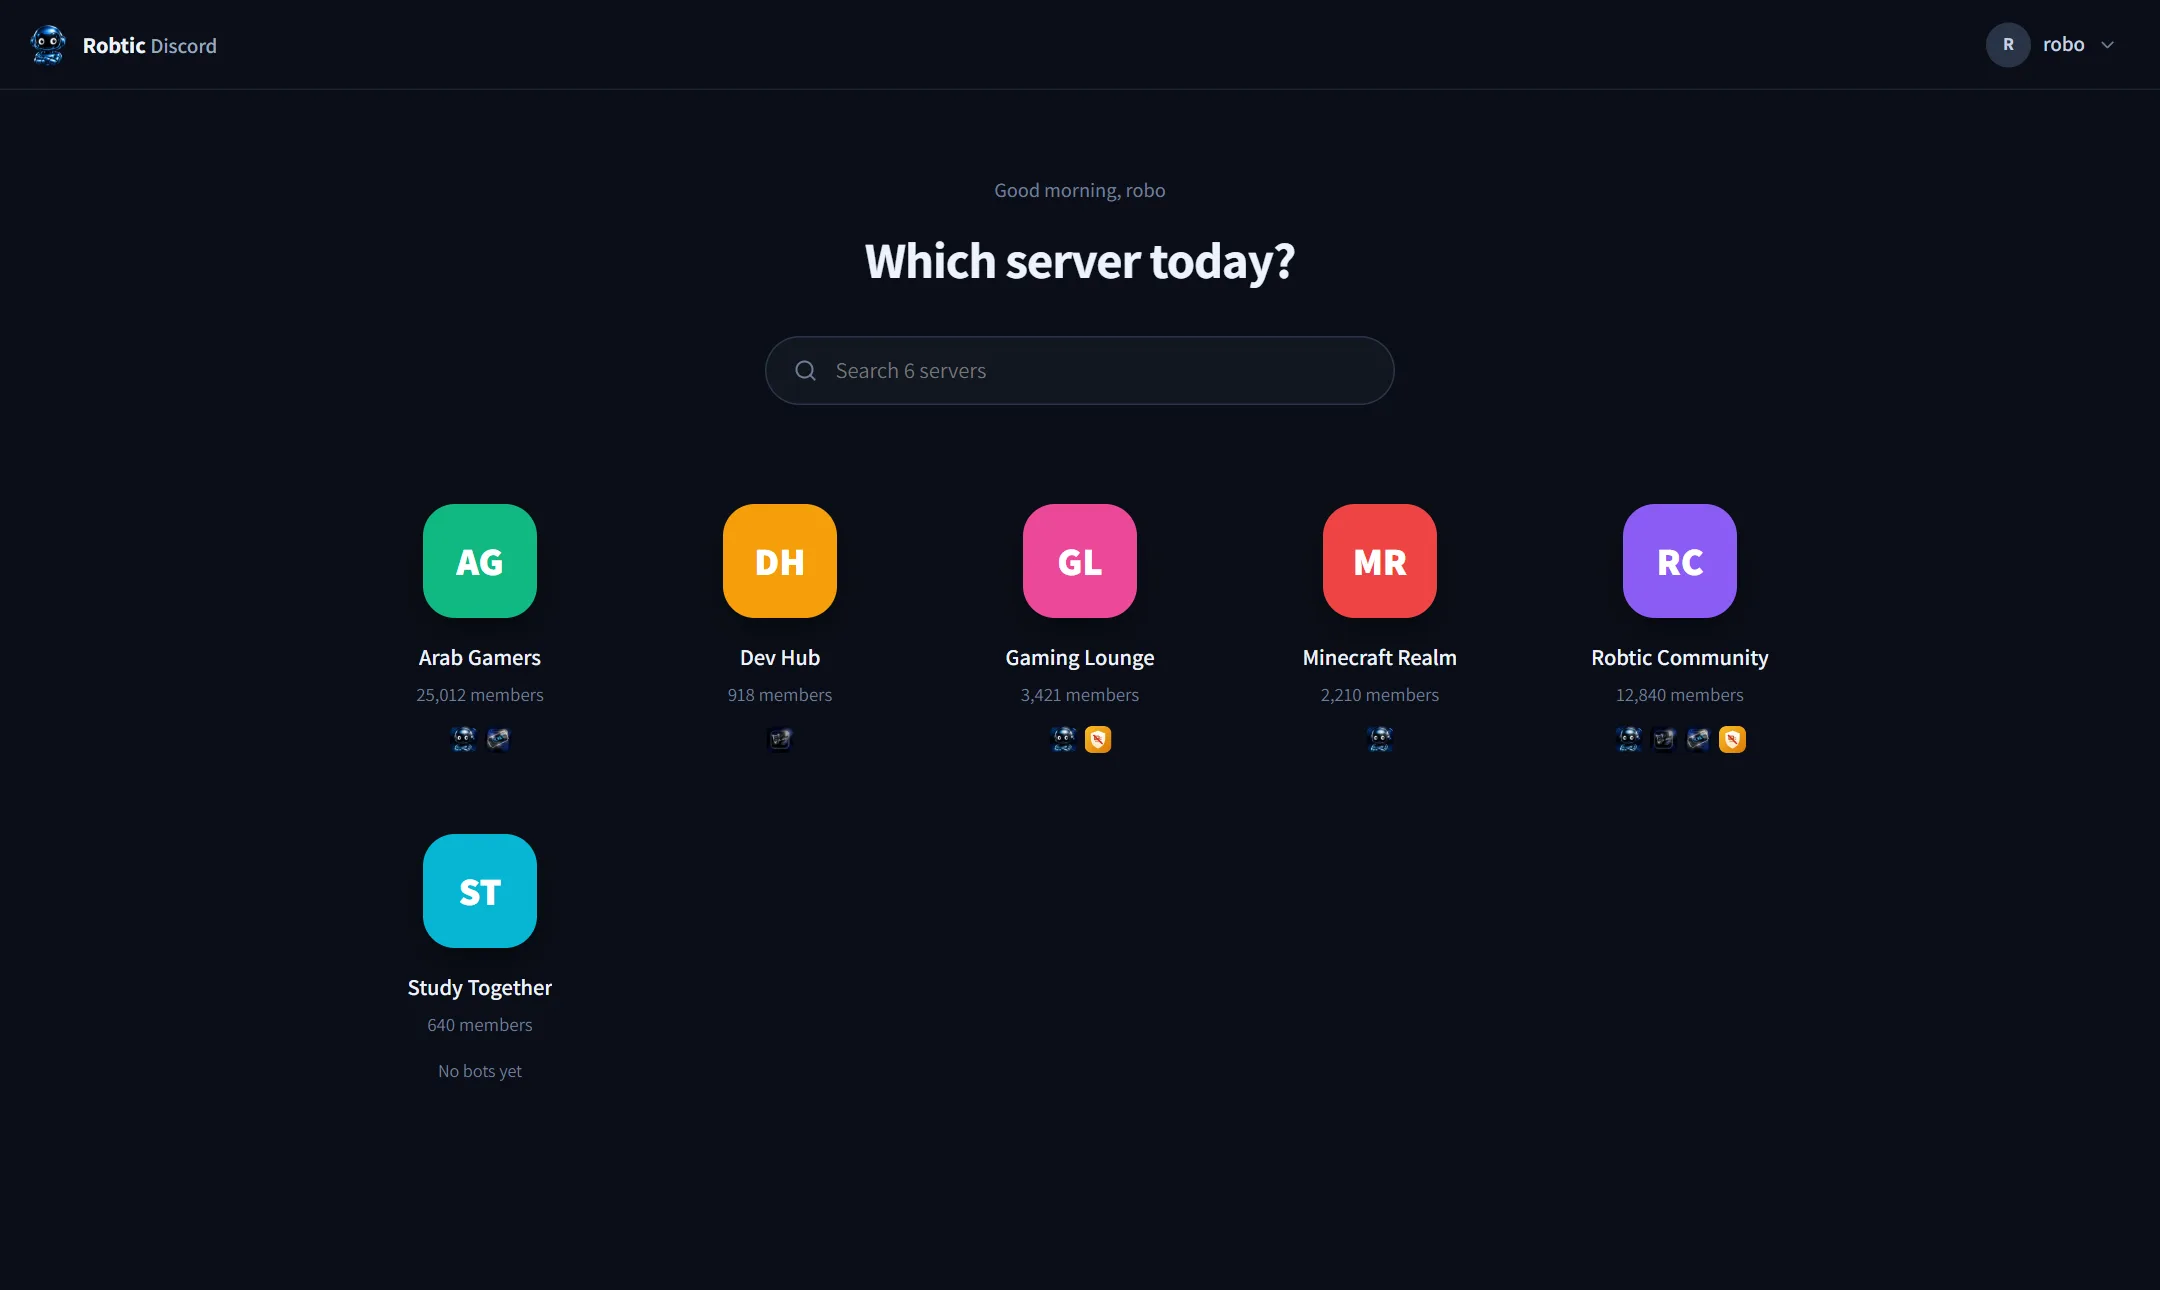 Robtic Discord
R robo
Good morning, robo
Which server today?
Search 6 servers
AG
DH
GL
MR
RC
Arab Gamers
Dev Hub
Gaming Lounge
Minecraft Realm
Robtic Community
25,012 members
918 members
3,421 members
2,210 members
12,840 members
ST
Study Together
640 members
No bots yet